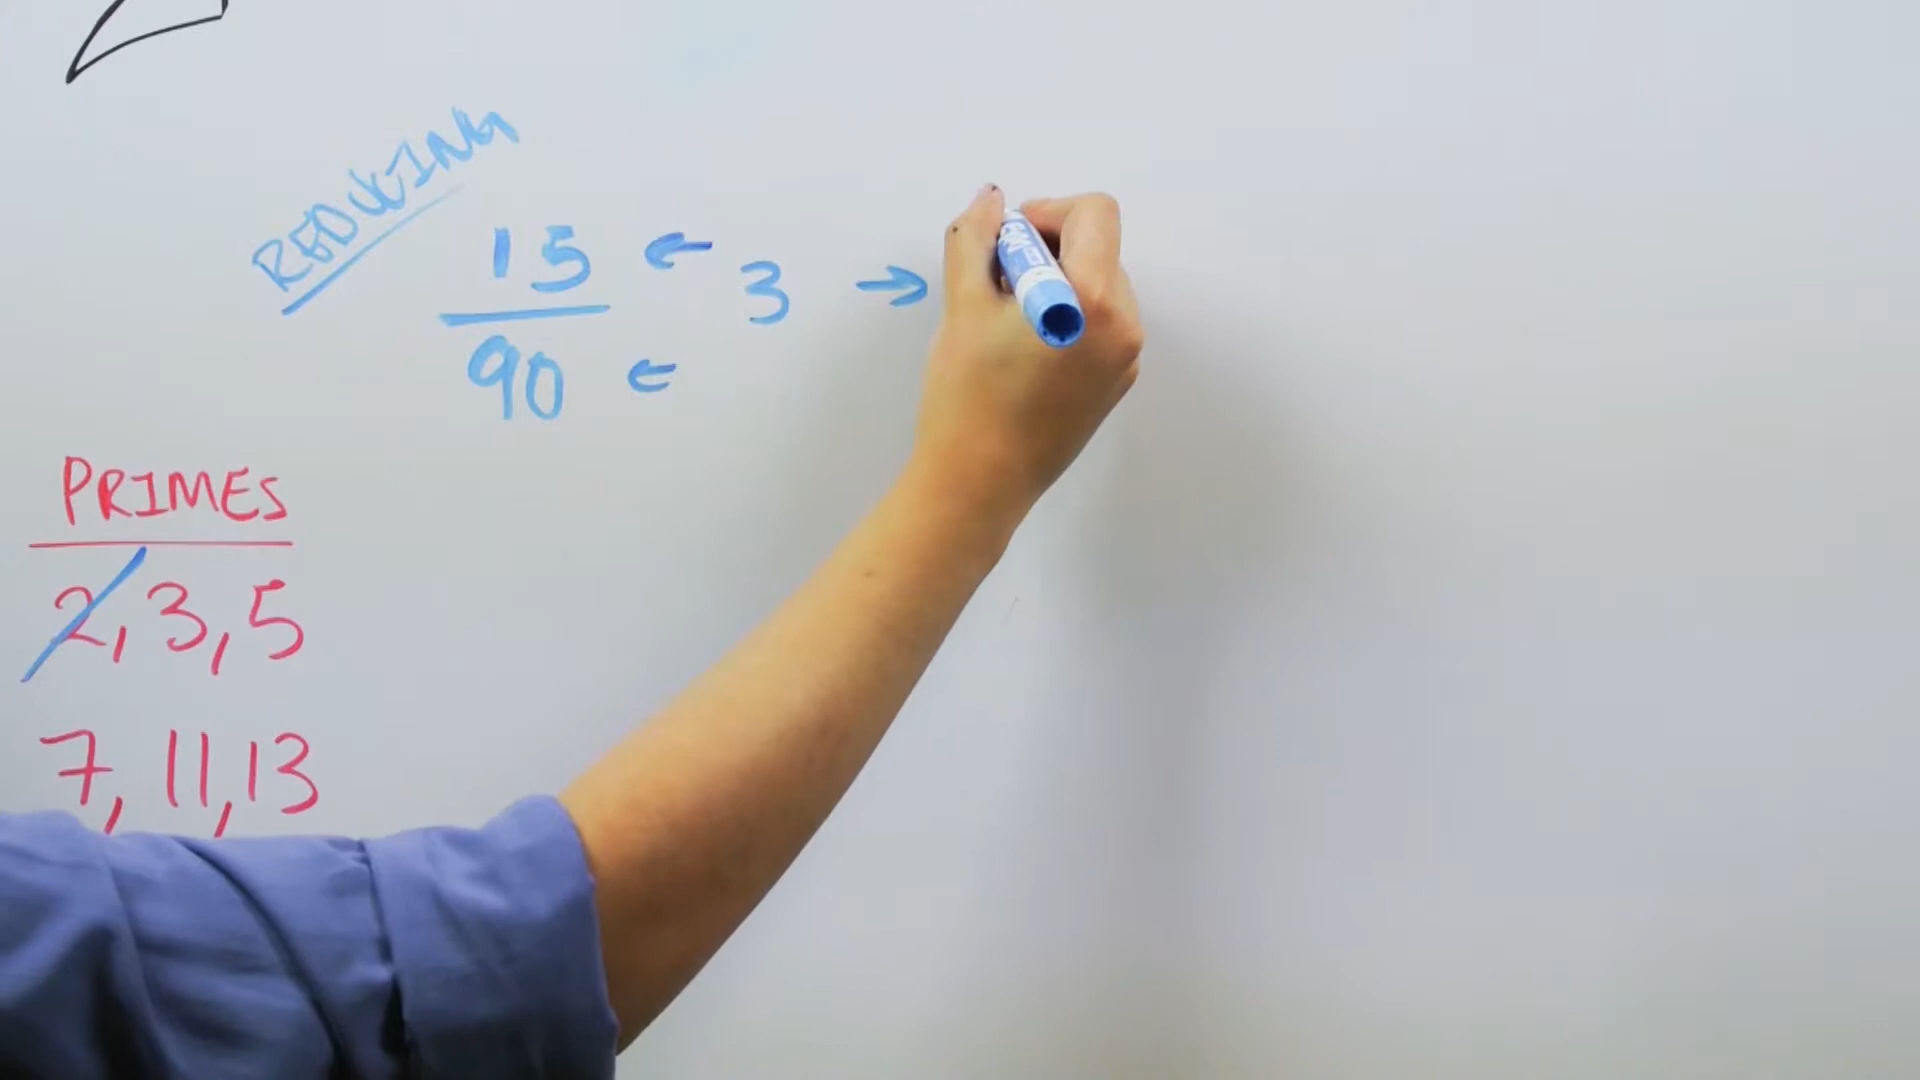 REDUCING
15 ← 3 →
90 ←
PRIMES
2, 3, 5
7, 11, 13